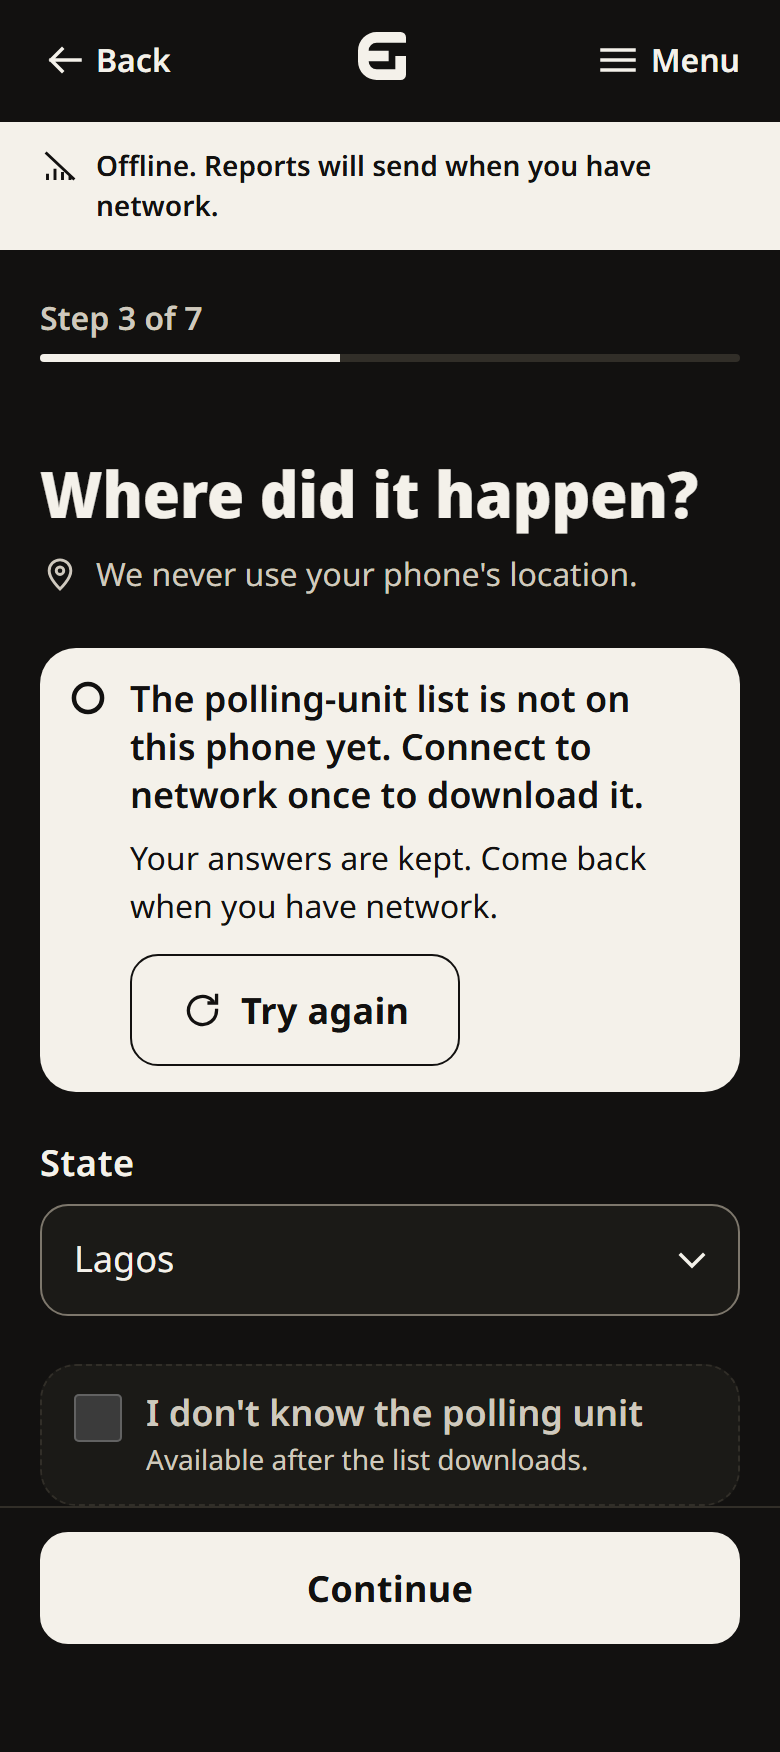 Back
Menu
Offline. Reports will send when you have
network.
Step 3 of 7
Where did it happen?
We never use your phone's location.
The polling-unit list is not on
this phone yet. Connect to
network once to download it.
Your answers are kept. Come back
when you have network.
Try again
State
Lagos
I don't know the polling unit
Available after the list downloads.
Continue